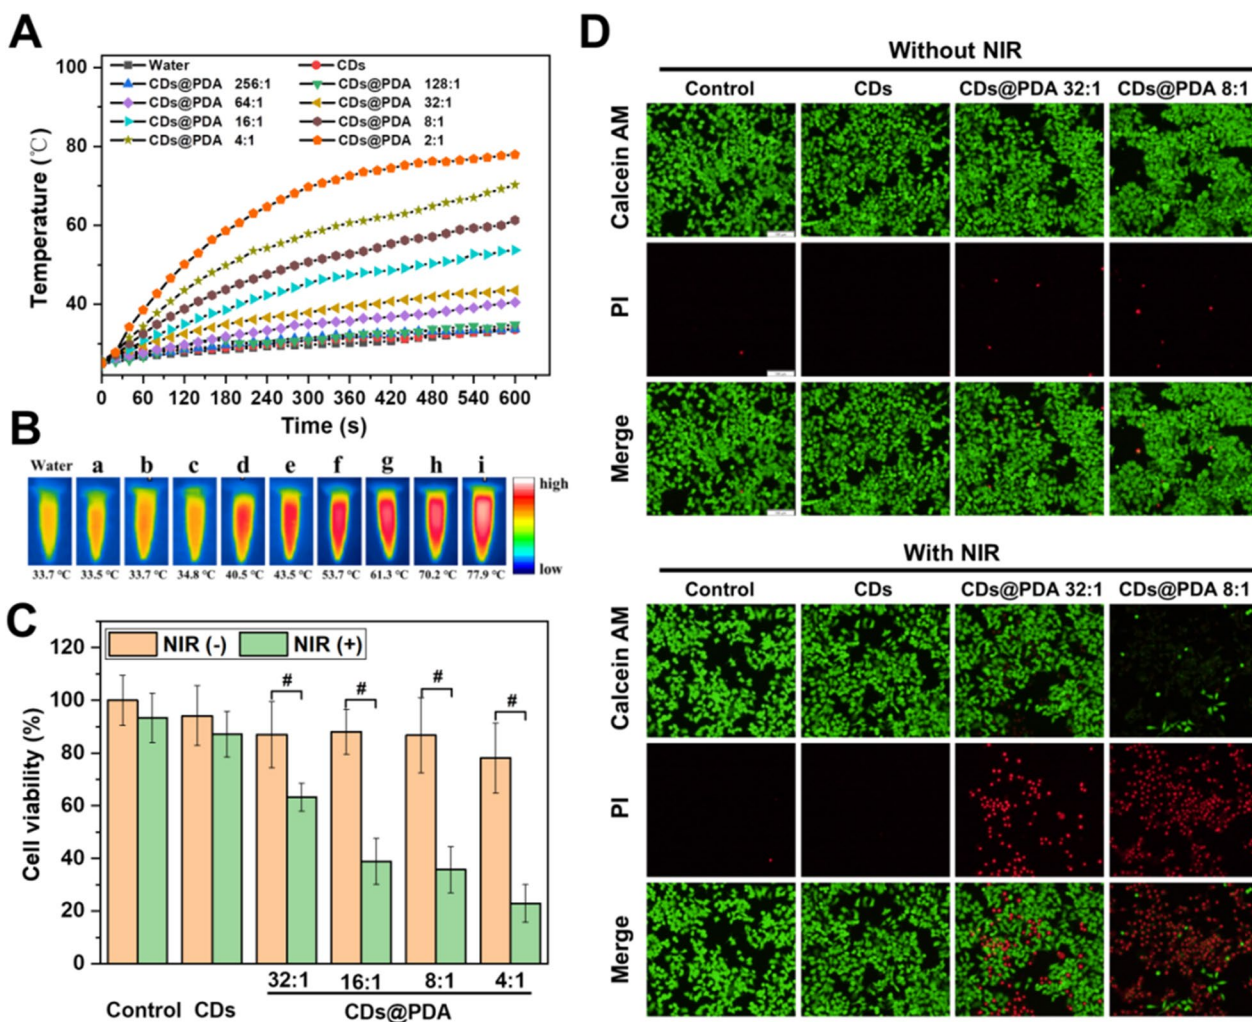 A
100
80
60
40
Temperature (℃)
Water
CDs
CDs@PDA 256:1
CDs@PDA 128:1
CDs@PDA 64:1
CDs@PDA 32:1
CDs@PDA 16:1
CDs@PDA 8:1
CDs@PDA 4:1
CDs@PDA 2:1
0 60 120 180 240 300 360 420 480 540 600
Time (s)
B
Water a b c d e f g h i
33.7 ℃ 33.5 ℃ 33.7 ℃ 34.8 ℃ 40.5 ℃ 43.5 ℃ 53.7 ℃ 61.3 ℃ 70.2 ℃ 77.9 ℃
high
low
C
NIR (-) NIR (+)
Cell viability (%)
120
100
80
60
40
20
0
# # # #
32:1 16:1 8:1 4:1
Control CDs CDs@PDA
D
Without NIR
Control CDs CDs@PDA 32:1 CDs@PDA 8:1
Calcein AM
PI
Merge
With NIR
Control CDs CDs@PDA 32:1 CDs@PDA 8:1
Calcein AM
PI
Merge